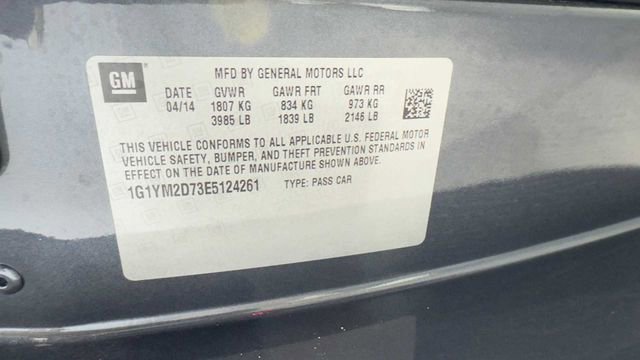 GM
MFD BY GENERAL MOTORS LLC
DATE GVWR GAWR FRT GAWR RR
04/14 1807 KG 834 KG 973 KG
3985 LB 1839 LB 2146 LB
THIS VEHICLE CONFORMS TO ALL APPLICABLE U.S. FEDERAL MOTOR
VEHICLE SAFETY, BUMPER, AND THEFT PREVENTION STANDARDS IN
EFFECT ON THE DATE OF MANUFACTURE SHOWN ABOVE.
1G1YM2D73E5124261 TYPE: PASS CAR